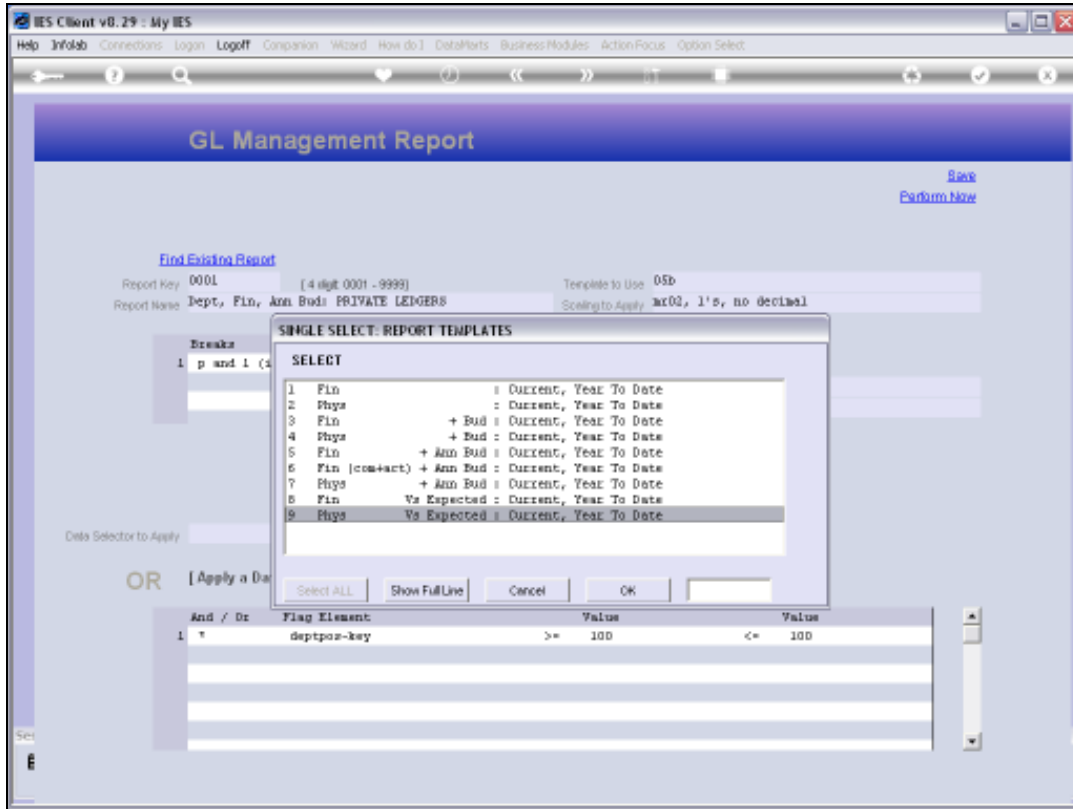 IES Client v8.29 : My IES
Help Infolab Connections Logon Logoff Companion Wizard How do I DataMarts Business Modules Action Focus Option Select
GL Management Report
Save
Perform Now
Find Existing Report
Report Key 0001 [ 4 digit 0001 - 9999] Template to Use 05b
Report Name Dept, Fin, Ann Bud: PRIVATE LEDGERS Scaling to Apply mr02, 1's, no decimal
SINGLE SELECT: REPORT TEMPLATES
Breaks
1 p and l (i
SELECT
1 Fin : Current, Year To Date
2 Phys : Current, Year To Date
3 Fin + Bud : Current, Year To Date
4 Phys + Bud : Current, Year To Date
5 Fin + Ann Bud : Current, Year To Date
6 Fin (com+act) + Ann Bud : Current, Year To Date
7 Phys + Ann Bud : Current, Year To Date
8 Fin Vs Expected : Current, Year To Date
9 Phys Vs Expected : Current, Year To Date
Data Selector to Apply
OR [ Apply a Da
Select ALL Show Full Line Cancel OK
And / Or Flag Element Value Value
1 deptpos-key >= 100 <= 100
Se